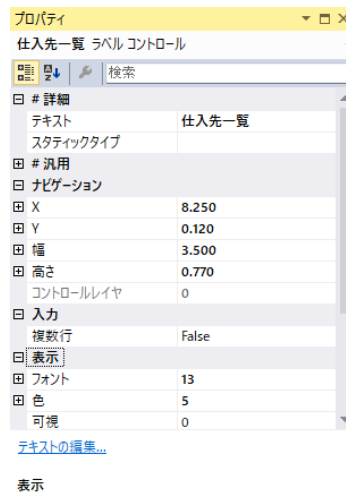 プロパティ
仕入先一覧 ラベル コントロール
検索
# 詳細
テキスト 仕入先一覧
スタティックタイプ
# 汎用
ナビゲーション
X 8.250
Y 0.120
幅 3.500
高さ 0.770
コントロールレイヤ 0
入力
複数行 False
表示
フォント 13
色 5
可視 0
テキストの編集...
表示